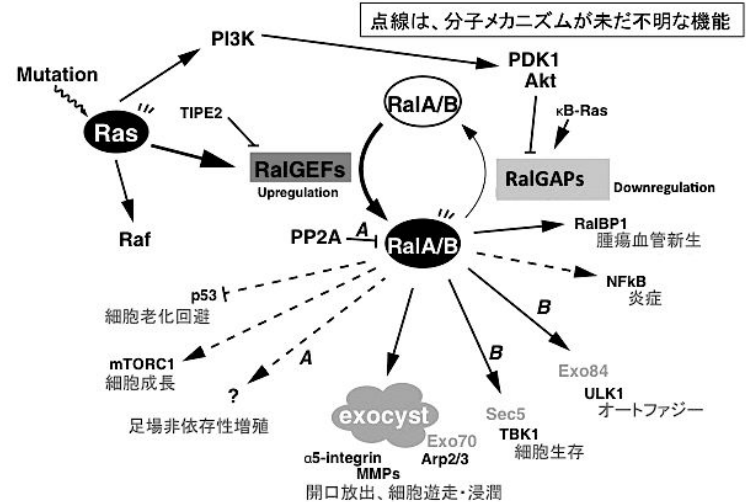 点線は、分子メカニズムが未だ不明な機能
PI3K
PDK1
Akt
Mutation
RalA/B
TIPE2
κB-Ras
Ras
RalGEFs
RalGAPs
Upregulation
Downregulation
Raf
PP2A
A
RalA/B
RalBP1
腫瘍血管新生
p53
細胞老化回避
NFkB
炎症
mTORC1
細胞成長
A
B
B
?
足場非依存性増殖
Exo84
ULK1
オートファジー
exocyst
Exo70
Sec5
TBK1
細胞生存
α5-integrin
Arp2/3
MMPs
開口放出、細胞遊走・浸潤